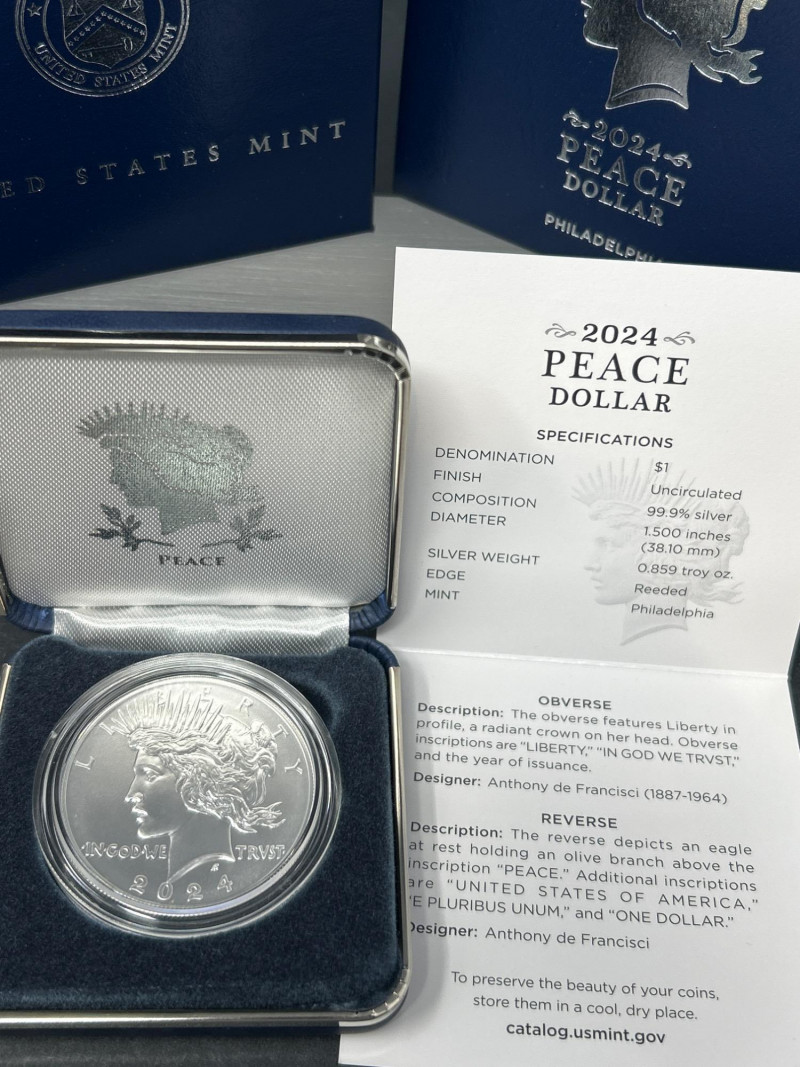 UNITED STATES MINT
ED STATES MINT
2024
PEACE
DOLLAR
PHILADELPHI
PEACE
LIBERTY
IN GOD WE TRVST
2024
2024
PEACE
DOLLAR
SPECIFICATIONS
DENOMINATION $1
FINISH Uncirculated
COMPOSITION 99.9% silver
DIAMETER 1.500 inches
(38.10 mm)
SILVER WEIGHT 0.859 troy oz.
EDGE Reeded
MINT Philadelphia
OBVERSE
Description: The obverse features Liberty in
profile, a radiant crown on her head. Obverse
inscriptions are "LIBERTY," "IN GOD WE TRVST,"
and the year of issuance.
Designer: Anthony de Francisci (1887-1964)
REVERSE
Description: The reverse depicts an eagle
at rest holding an olive branch above the
inscription "PEACE." Additional inscriptions
are "UNITED STATES OF AMERICA,"
"E PLURIBUS UNUM," and "ONE DOLLAR."
Designer: Anthony de Francisci
To preserve the beauty of your coins,
store them in a cool, dry place.
catalog.usmint.gov